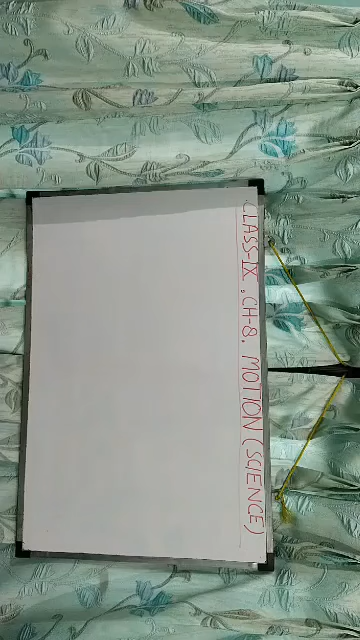 CLASS-IX . CH-8. MOTION (SCIENCE)